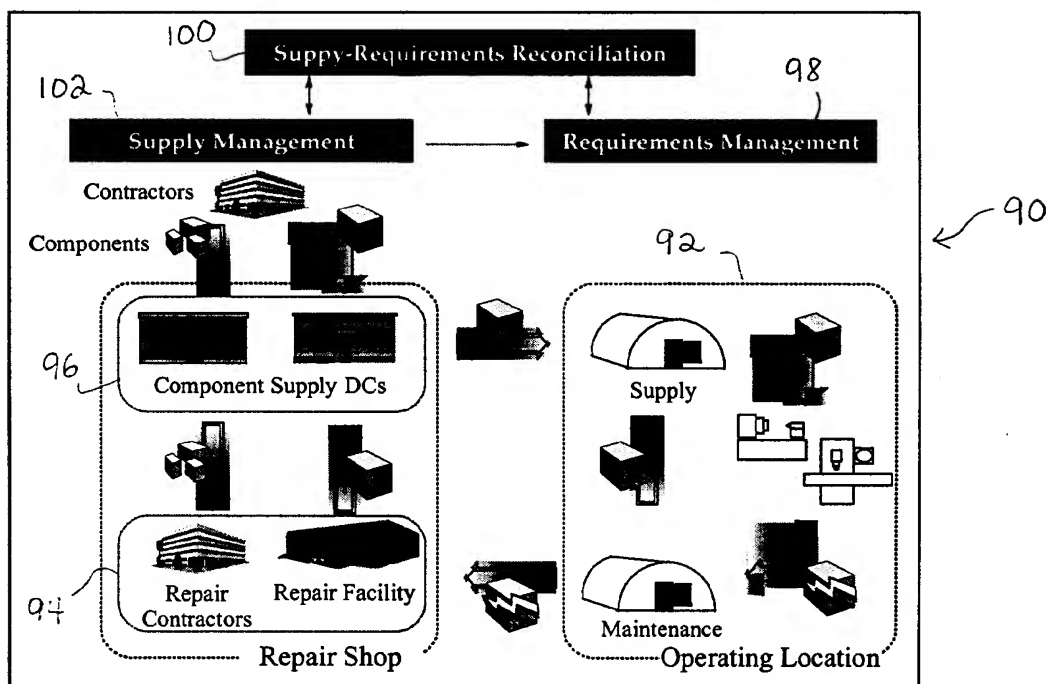 100
Suppy-Requirements Reconciliation
102
98
Supply Management
Requirements Management
Contractors
Components
90
92
96
Component Supply DCs
Supply
94
Repair Contractors
Repair Facility
Maintenance
Repair Shop
Operating Location